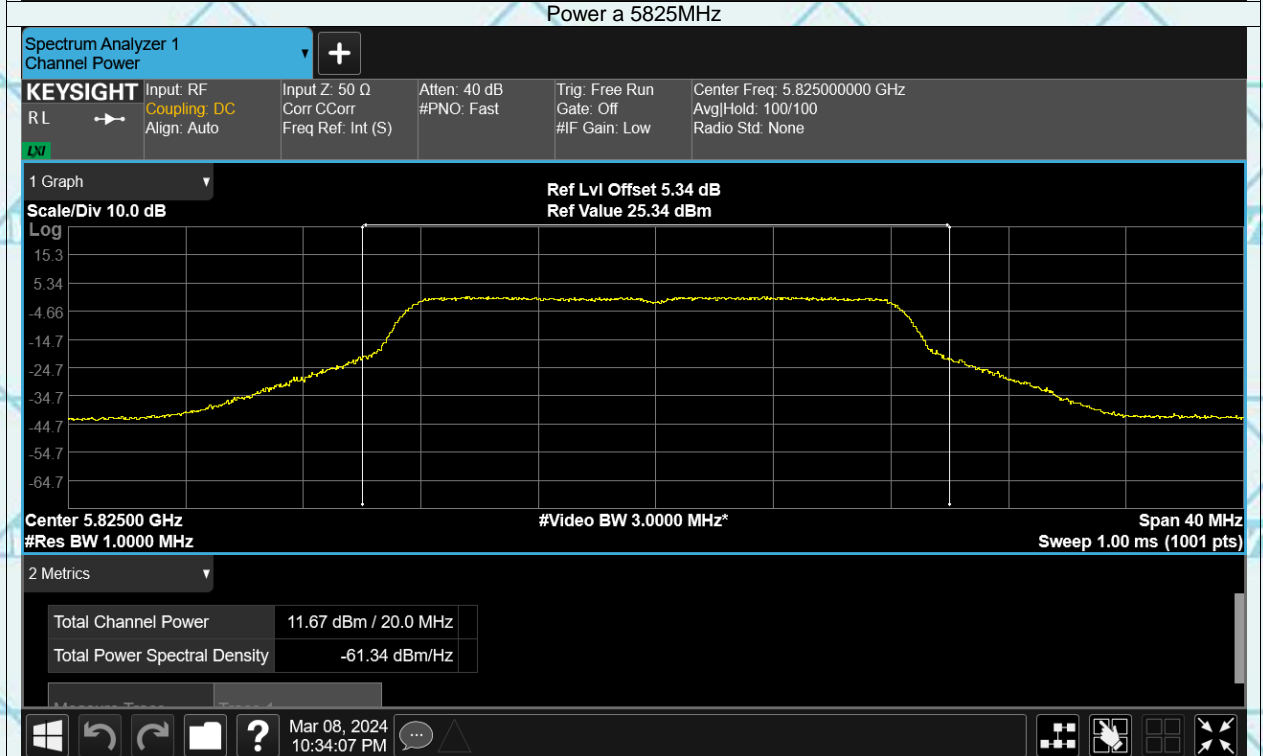 Power a 5825MHz
Spectrum Analyzer 1
Channel Power
KEYSIGHT
R L
LXI
Input: RF
Coupling: DC
Align: Auto
Input Z: 50 Ω
Corr CCorr
Freq Ref: Int (S)
Atten: 40 dB
#PNO: Fast
Trig: Free Run
Gate: Off
#IF Gain: Low
Center Freq: 5.825000000 GHz
Avg|Hold: 100/100
Radio Std: None
1 Graph
Scale/Div 10.0 dB
Ref Lvl Offset 5.34 dB
Ref Value 25.34 dBm
Log
15.3
5.34
-4.66
-14.7
-24.7
-34.7
-44.7
-54.7
-64.7
Center 5.82500 GHz
#Video BW 3.0000 MHz*
Span 40 MHz
#Res BW 1.0000 MHz
Sweep 1.00 ms (1001 pts)
2 Metrics
Total Channel Power 11.67 dBm / 20.0 MHz
Total Power Spectral Density -61.34 dBm/Hz
Mar 08, 2024
10:34:07 PM